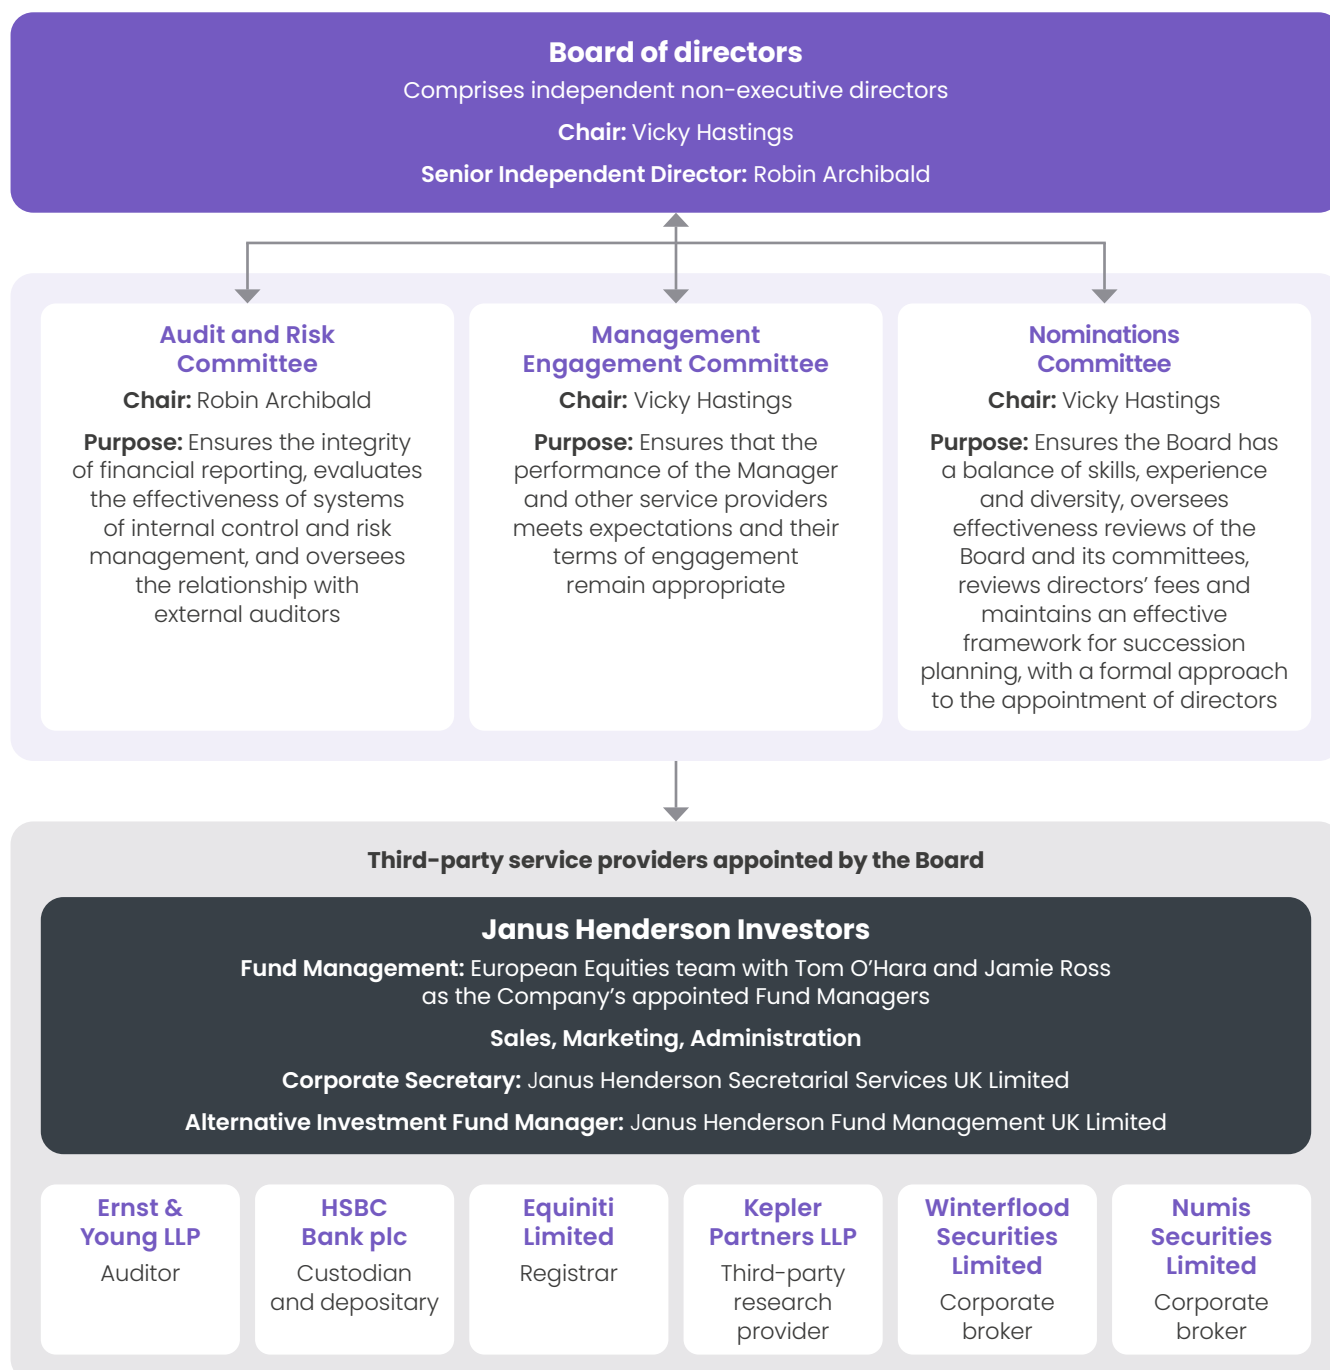 Board of directors
Comprises independent non-executive directors
Chair: Vicky Hastings
Senior Independent Director: Robin Archibald
Audit and Risk
Committee
Chair: Robin Archibald
Purpose: Ensures the integrity
of financial reporting, evaluates
the effectiveness of systems
of internal control and risk
management, and oversees
the relationship with
external auditors
Management
Engagement Committee
Chair: Vicky Hastings
Purpose: Ensures that the
performance of the Manager
and other service providers
meets expectations and their
terms of engagement
remain appropriate
Nominations
Committee
Chair: Vicky Hastings
Purpose: Ensures the Board has
a balance of skills, experience
and diversity, oversees
effectiveness reviews of the
Board and its committees,
reviews directors’ fees and
maintains an effective
framework for succession
planning, with a formal approach
to the appointment of directors
Third-party service providers appointed by the Board
Janus Henderson Investors
Fund Management: European Equities team with Tom O’Hara and Jamie Ross
as the Company’s appointed Fund Managers
Sales, Marketing, Administration
Corporate Secretary: Janus Henderson Secretarial Services UK Limited
Alternative Investment Fund Manager: Janus Henderson Fund Management UK Limited
Ernst &
Young LLP
Auditor
HSBC
Bank plc
Custodian
and depositary
Equiniti
Limited
Registrar
Kepler
Partners LLP
Third-party
research
provider
Winterflood
Securities
Limited
Corporate
broker
Numis
Securities
Limited
Corporate
broker